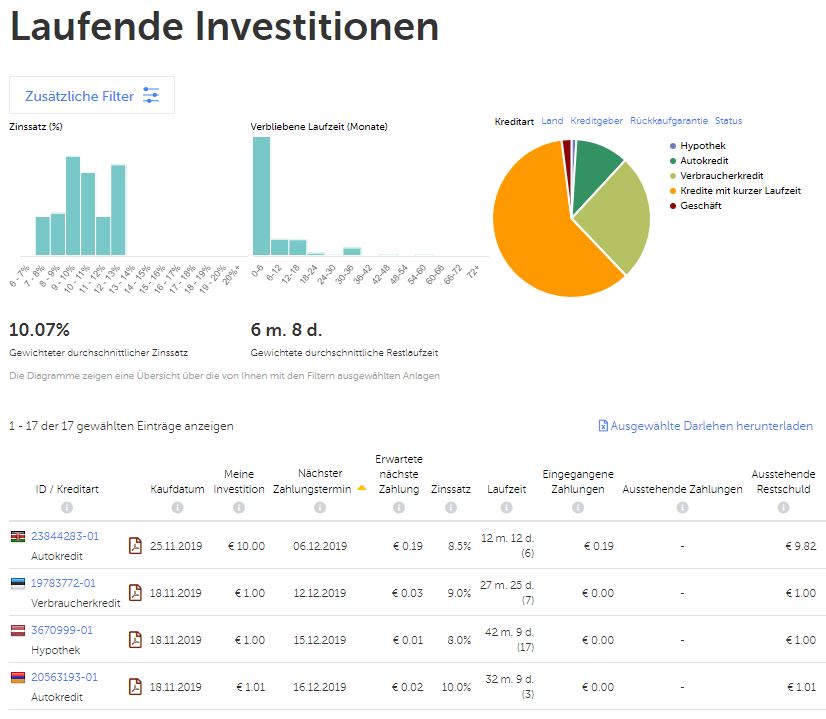 Laufende Investitionen
Zusätzliche Filter
Zinssatz (%)
6 - 7%
7 - 8%
8 - 9%
9 - 10%
10 - 11%
11 - 12%
12 - 13%
13 - 14%
14 - 15%
15 - 16%
16 - 17%
17 - 18%
18 - 19%
19 - 20%
20%+
10.07%
Gewichteter durchschnittlicher Zinssatz
Verbliebene Laufzeit (Monate)
0-6
6-12
12-18
18-24
24-30
30-36
36-42
42-48
48-54
54-60
60-66
66-72
72+
6 m. 8 d.
Gewichtete durchschnittliche Restlaufzeit
Kreditart Land Kreditgeber Rückkaufgarantie Status
Hypothek
Autokredit
Verbraucherkredit
Kredite mit kurzer Laufzeit
Geschäft
Die Diagramme zeigen eine Übersicht über die von Ihnen mit den Filtern ausgewählten Anlagen
1 - 17 der 17 gewählten Einträge anzeigen
Ausgewählte Darlehen herunterladen
ID / Kreditart
Kaufdatum
Meine
Investition
Nächster
Zahlungstermin
Erwartete
nächste
Zahlung
Zinssatz
Laufzeit
Eingegangene
Zahlungen
Ausstehende Zahlungen
Ausstehende
Restschuld
23844283-01
Autokredit
25.11.2019 € 10.00 06.12.2019 € 0.19 8.5% 12 m. 12 d.
(6)
€ 0.19 - € 9.82
19783772-01
Verbraucherkredit
18.11.2019 € 1.00 12.12.2019 € 0.03 9.0% 27 m. 25 d.
(7)
€ 0.00 - € 1.00
3670999-01
Hypothek
18.11.2019 € 1.00 15.12.2019 € 0.01 8.0% 42 m. 9 d.
(17)
€ 0.00 - € 1.00
20563193-01
Autokredit
18.11.2019 € 1.01 16.12.2019 € 0.02 10.0% 32 m. 9 d.
(3)
€ 0.00 - € 1.01